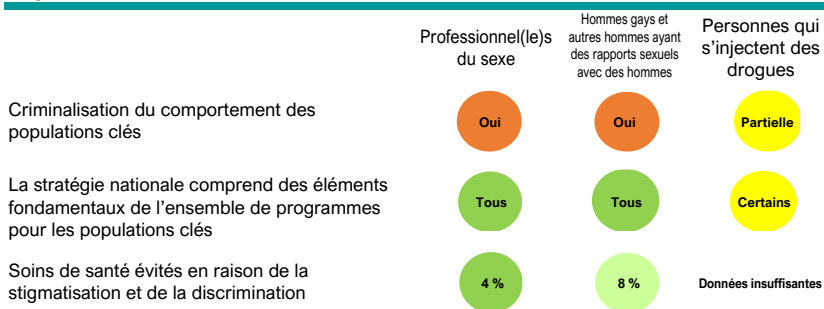 Professionnel(le)s
du sexe
Hommes gays et
autres hommes ayant
des rapports sexuels
avec des hommes
Personnes qui
s'injectent des
drogues
Criminalisation du comportement des
populations clés
Oui
Oui
Partielle
La stratégie nationale comprend des éléments
fondamentaux de l'ensemble de programmes
pour les populations clés
Tous
Tous
Certains
Soins de santé évités en raison de la
stigmatisation et de la discrimination
4 %
8 %
Données insuffisantes